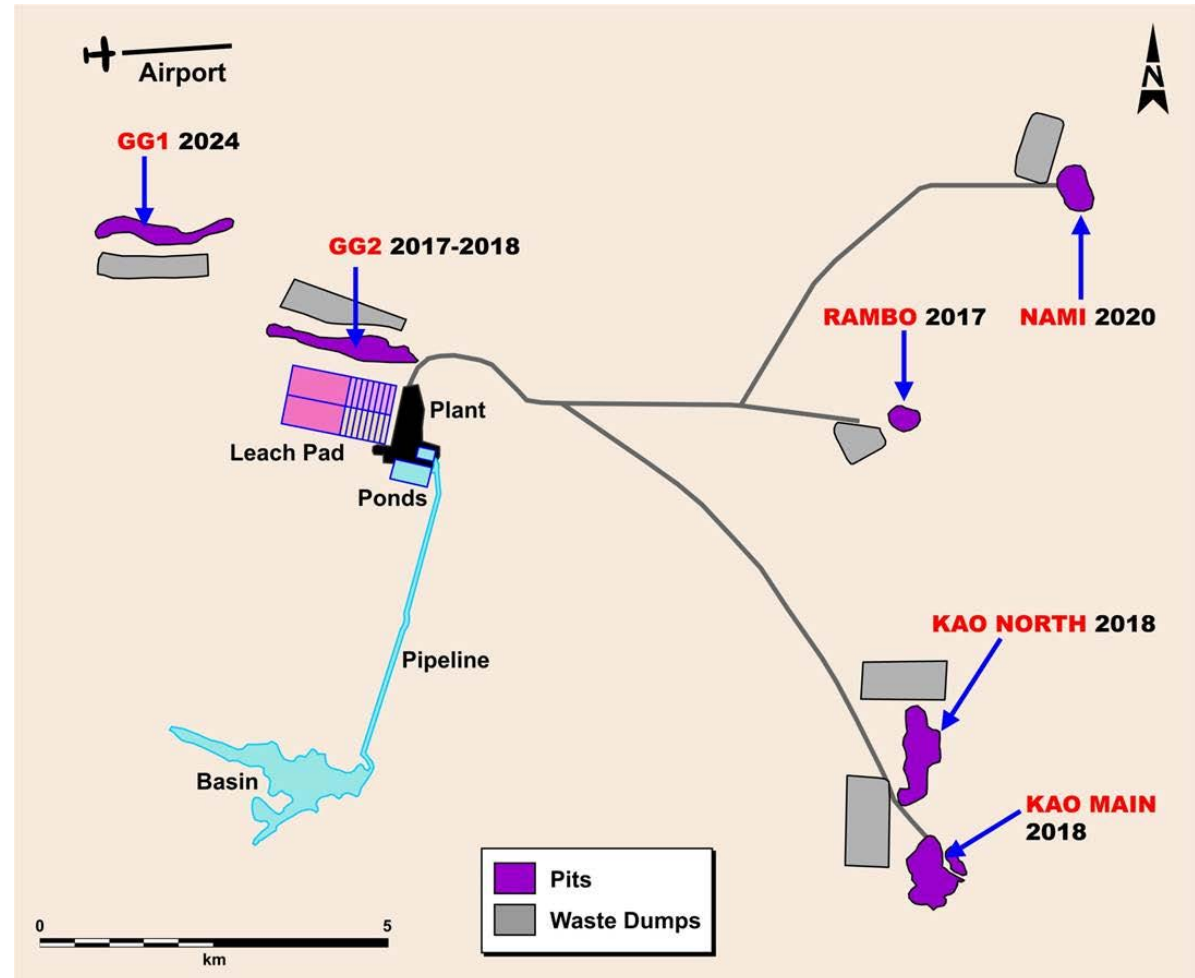 Airport
N
GG1 2024
GG2 2017-2018
RAMBO 2017
NAMI 2020
Plant
Leach Pad
Ponds
KAO NORTH 2018
Pipeline
Basin
KAO MAIN
2018
Pits
Waste Dumps
0 5
km